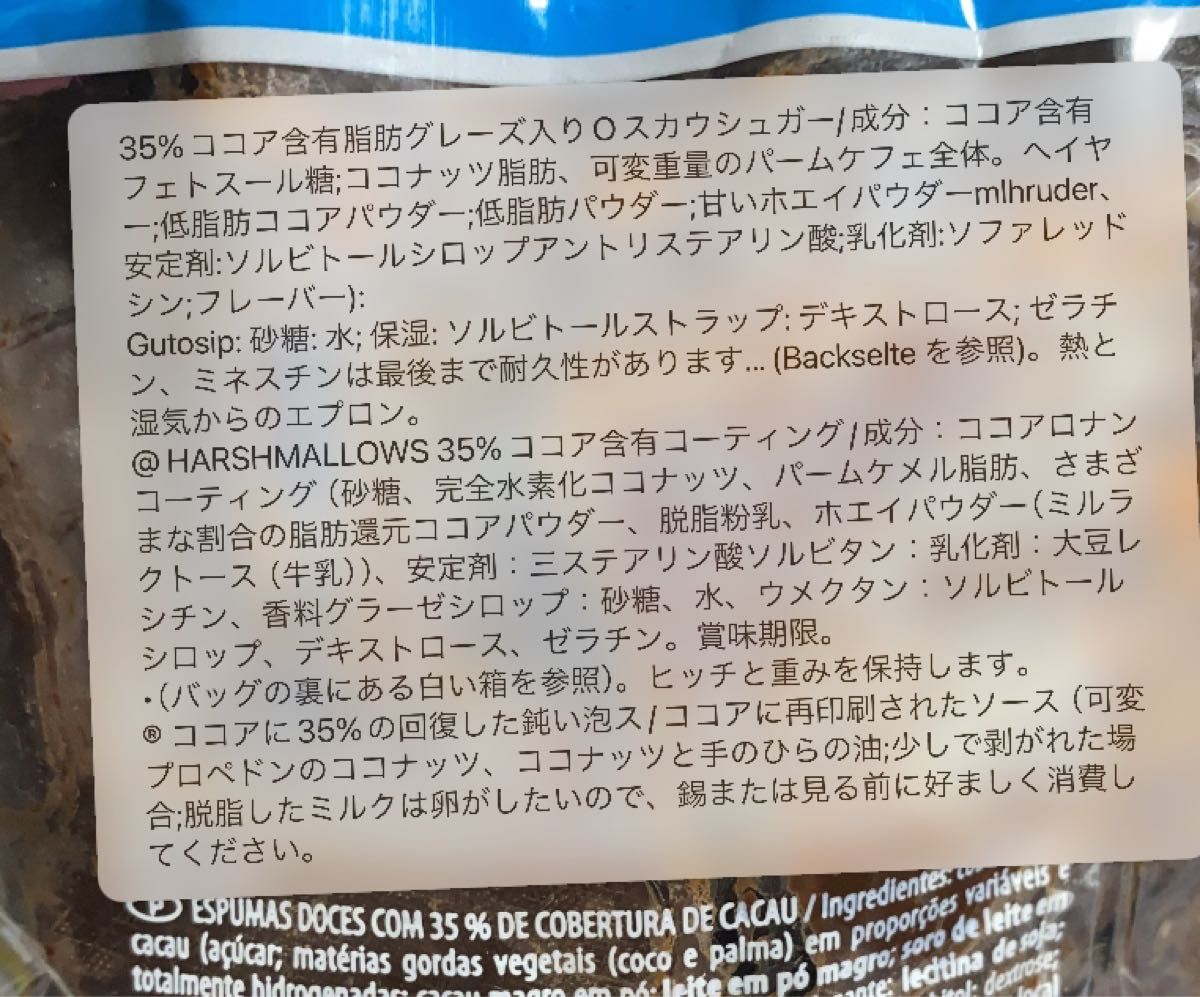 35%ココア含有脂肪グレーズ入りOスカウシュガー/成分：ココア含有
フェトスール糖;ココナッツ脂肪、可変重量のパームケフェ全体。ヘイヤ
ー;低脂肪ココアパウダー;低脂肪パウダー;甘いホエイパウダーmlhruder、
安定剤:ソルビトールシロップアントリステアリン酸;乳化剤:ソファレッド
シン;フレーバー):
Gutosip: 砂糖: 水; 保湿: ソルビトールストラップ: デキストロース; ゼラチ
ン、ミネスチンは最後まで耐久性があります... (Backselte を参照)。熱と
湿気からのエプロン。
@ HARSHMALLOWS 35% ココア含有コーティング/成分：ココアロナン
コーティング（砂糖、完全水素化ココナッツ、パームケメル脂肪、さまざ
まな割合の脂肪還元ココアパウダー、脱脂粉乳、ホエイパウダー（ミルラ
クトース（牛乳))、安定剤：三ステアリン酸ソルビタン：乳化剤：大豆レ
シチン、香料グラーゼシロップ：砂糖、水、ウメクタン：ソルビトール
シロップ、デキストロース、ゼラチン。賞味期限。
・(バッグの裏にある白い箱を参照)。ヒッチと重みを保持します。
® ココアに35%の回復した鈍い泡ス/ココアに再印刷されたソース（可変
プロペドンのココナッツ、ココナッツと手のひらの油;少しで剥がれた場
合;脱脂したミルクは卵がしたいので、錫または見る前に好ましく消費し
てください。
P ESPUMAS DOCES COM 35 % DE COBERTURA DE CACAU / Ingredientes:
cacau (açúcar; matérias gordas vegetais (coco e palma) em proporções variáveis e
totalmente hidrogenadas; cacau magro em pó; leite em pó magro; soro de leite em
lecitina de soja;
dextrose;